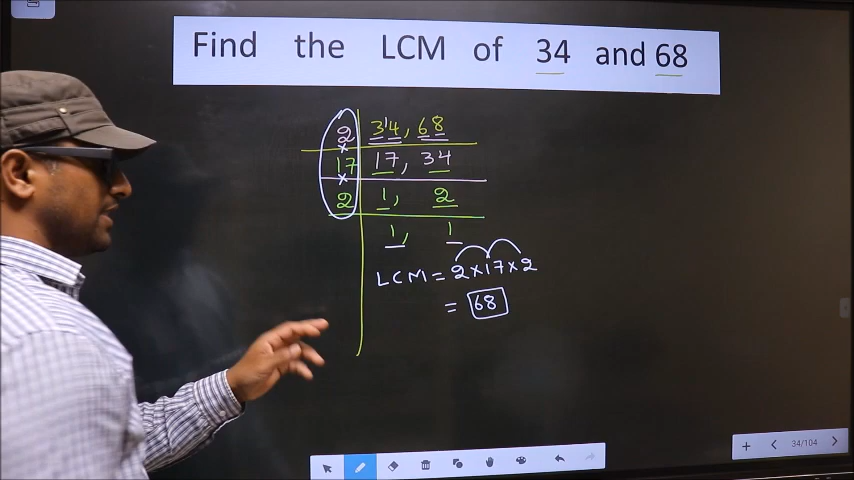 Find the LCM of 34 and 68
2 34, 68
× 
17 17, 34
×
2 1, 2
1, 1
LCM = 2×17×2
= 68
34/104